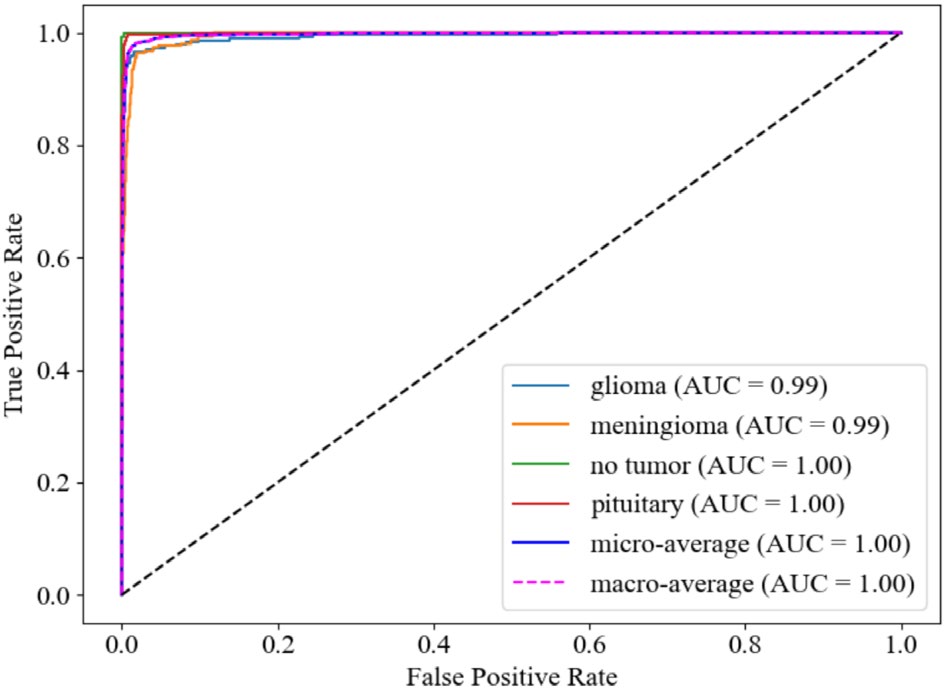 1.0
0.8
0.6
0.4
0.2
0.0
True Positive Rate
glioma (AUC = 0.99)
meningioma (AUC = 0.99)
no tumor (AUC = 1.00)
pituitary (AUC = 1.00)
micro-average (AUC = 1.00)
macro-average (AUC = 1.00)
0.0 0.2 0.4 0.6 0.8 1.0
False Positive Rate